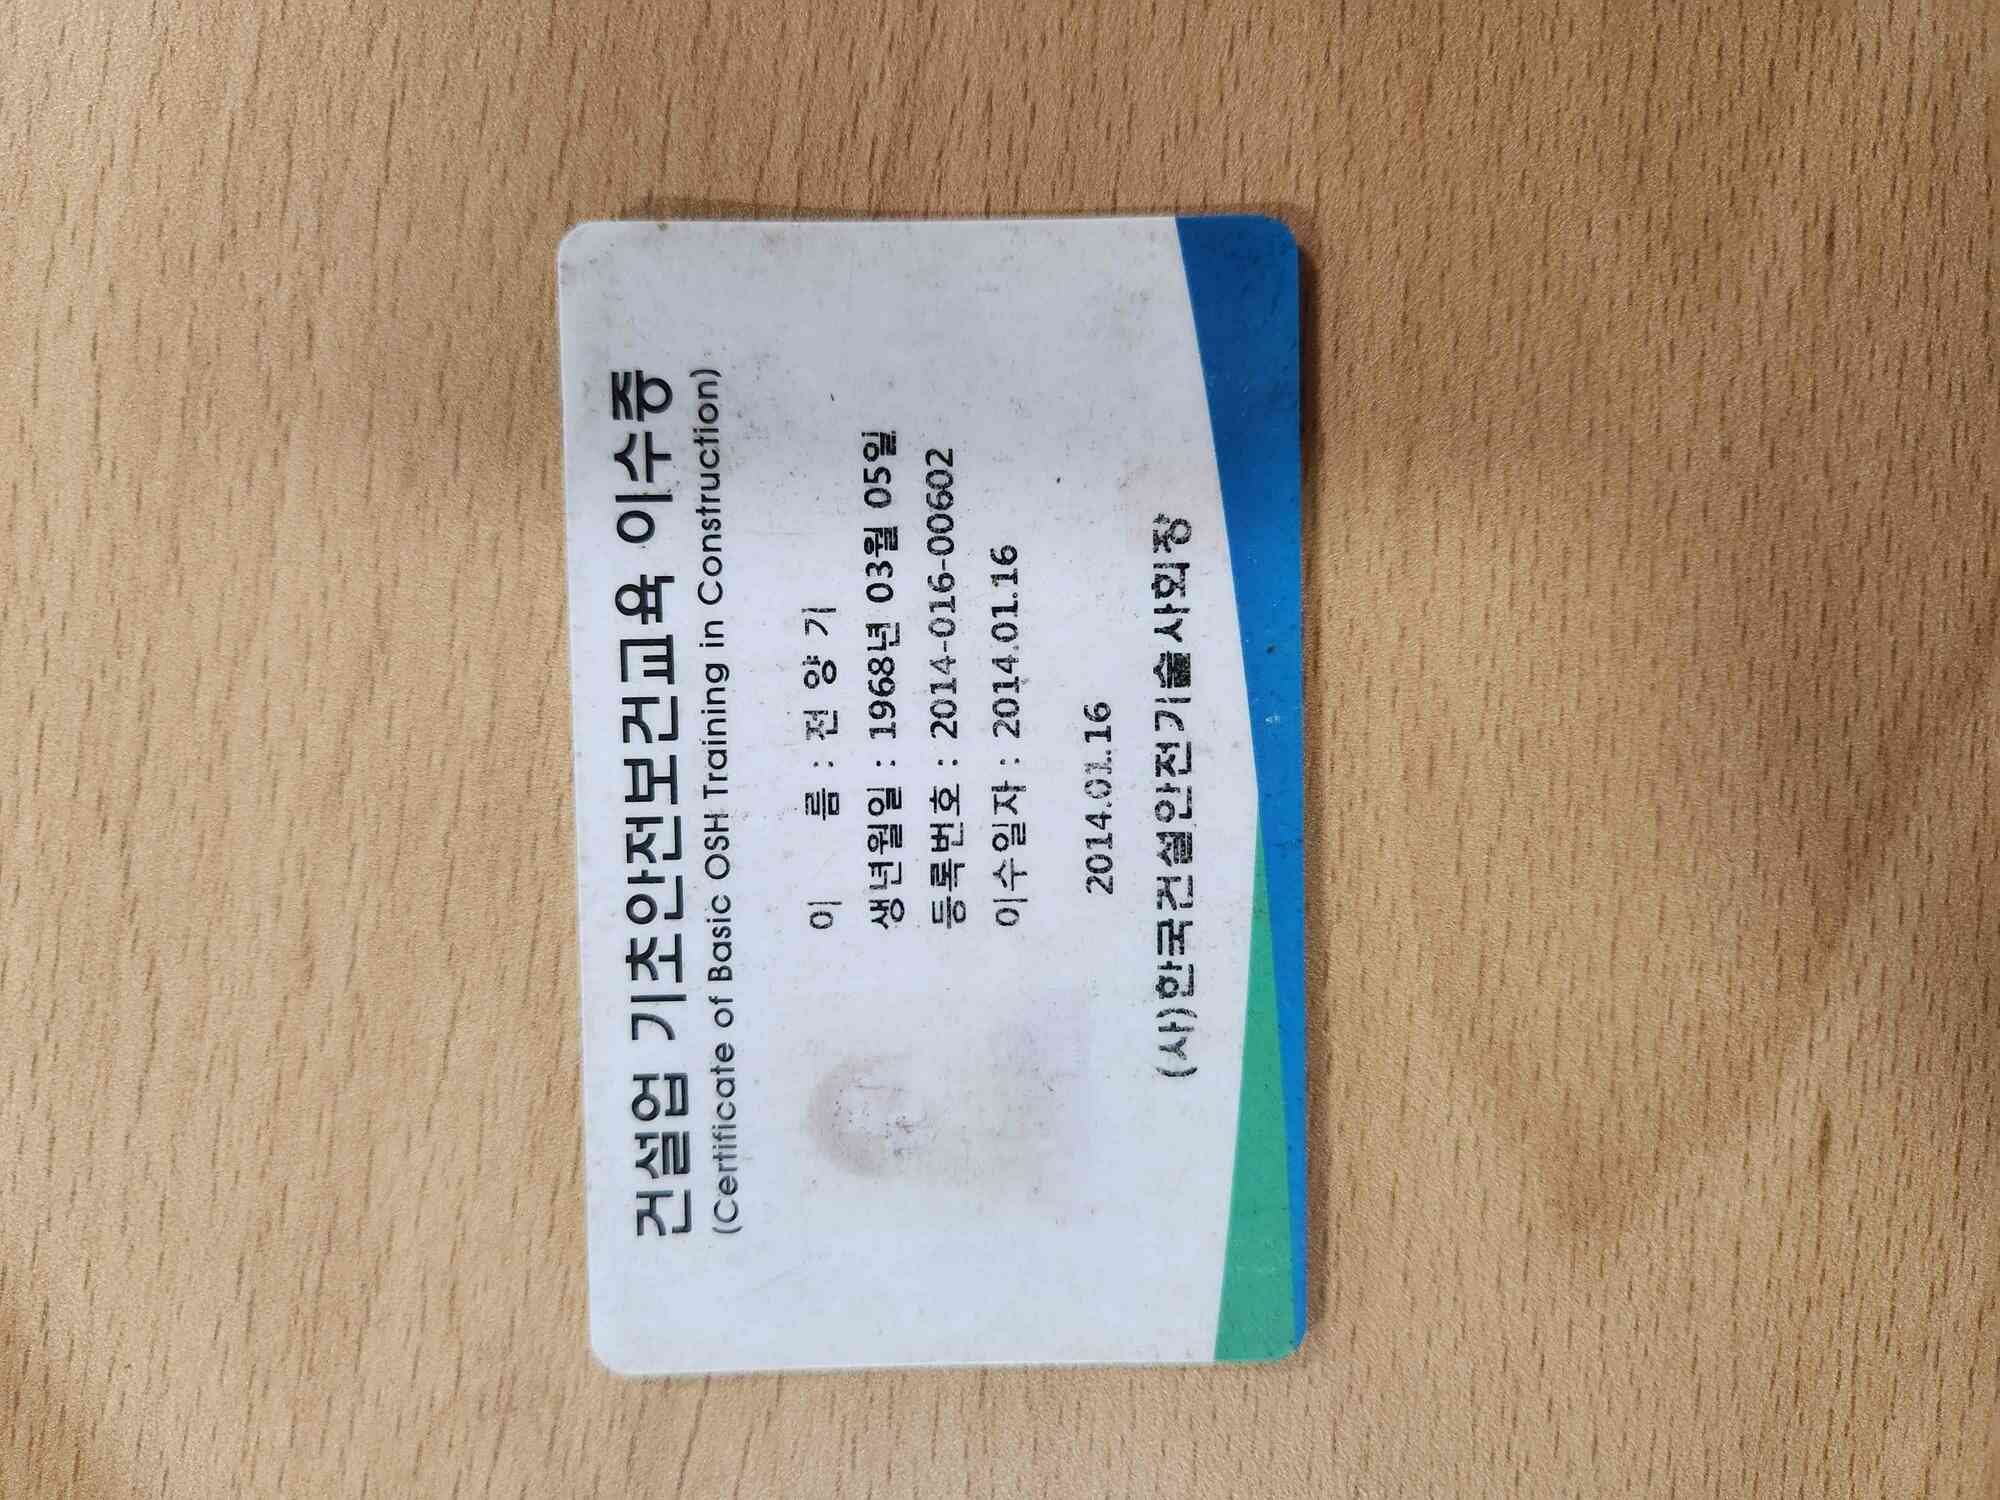 건설업 기초안전보건교육 이수증
(Certificate of Basic OSH Training in Construction)
이 름 : 전 양 기
생년월일 : 1968년 03월 05일
등록번호 : 2014-016-00602
이수일자 : 2014.01.16
2014.01.16
(사)한국건설안전기술사회장